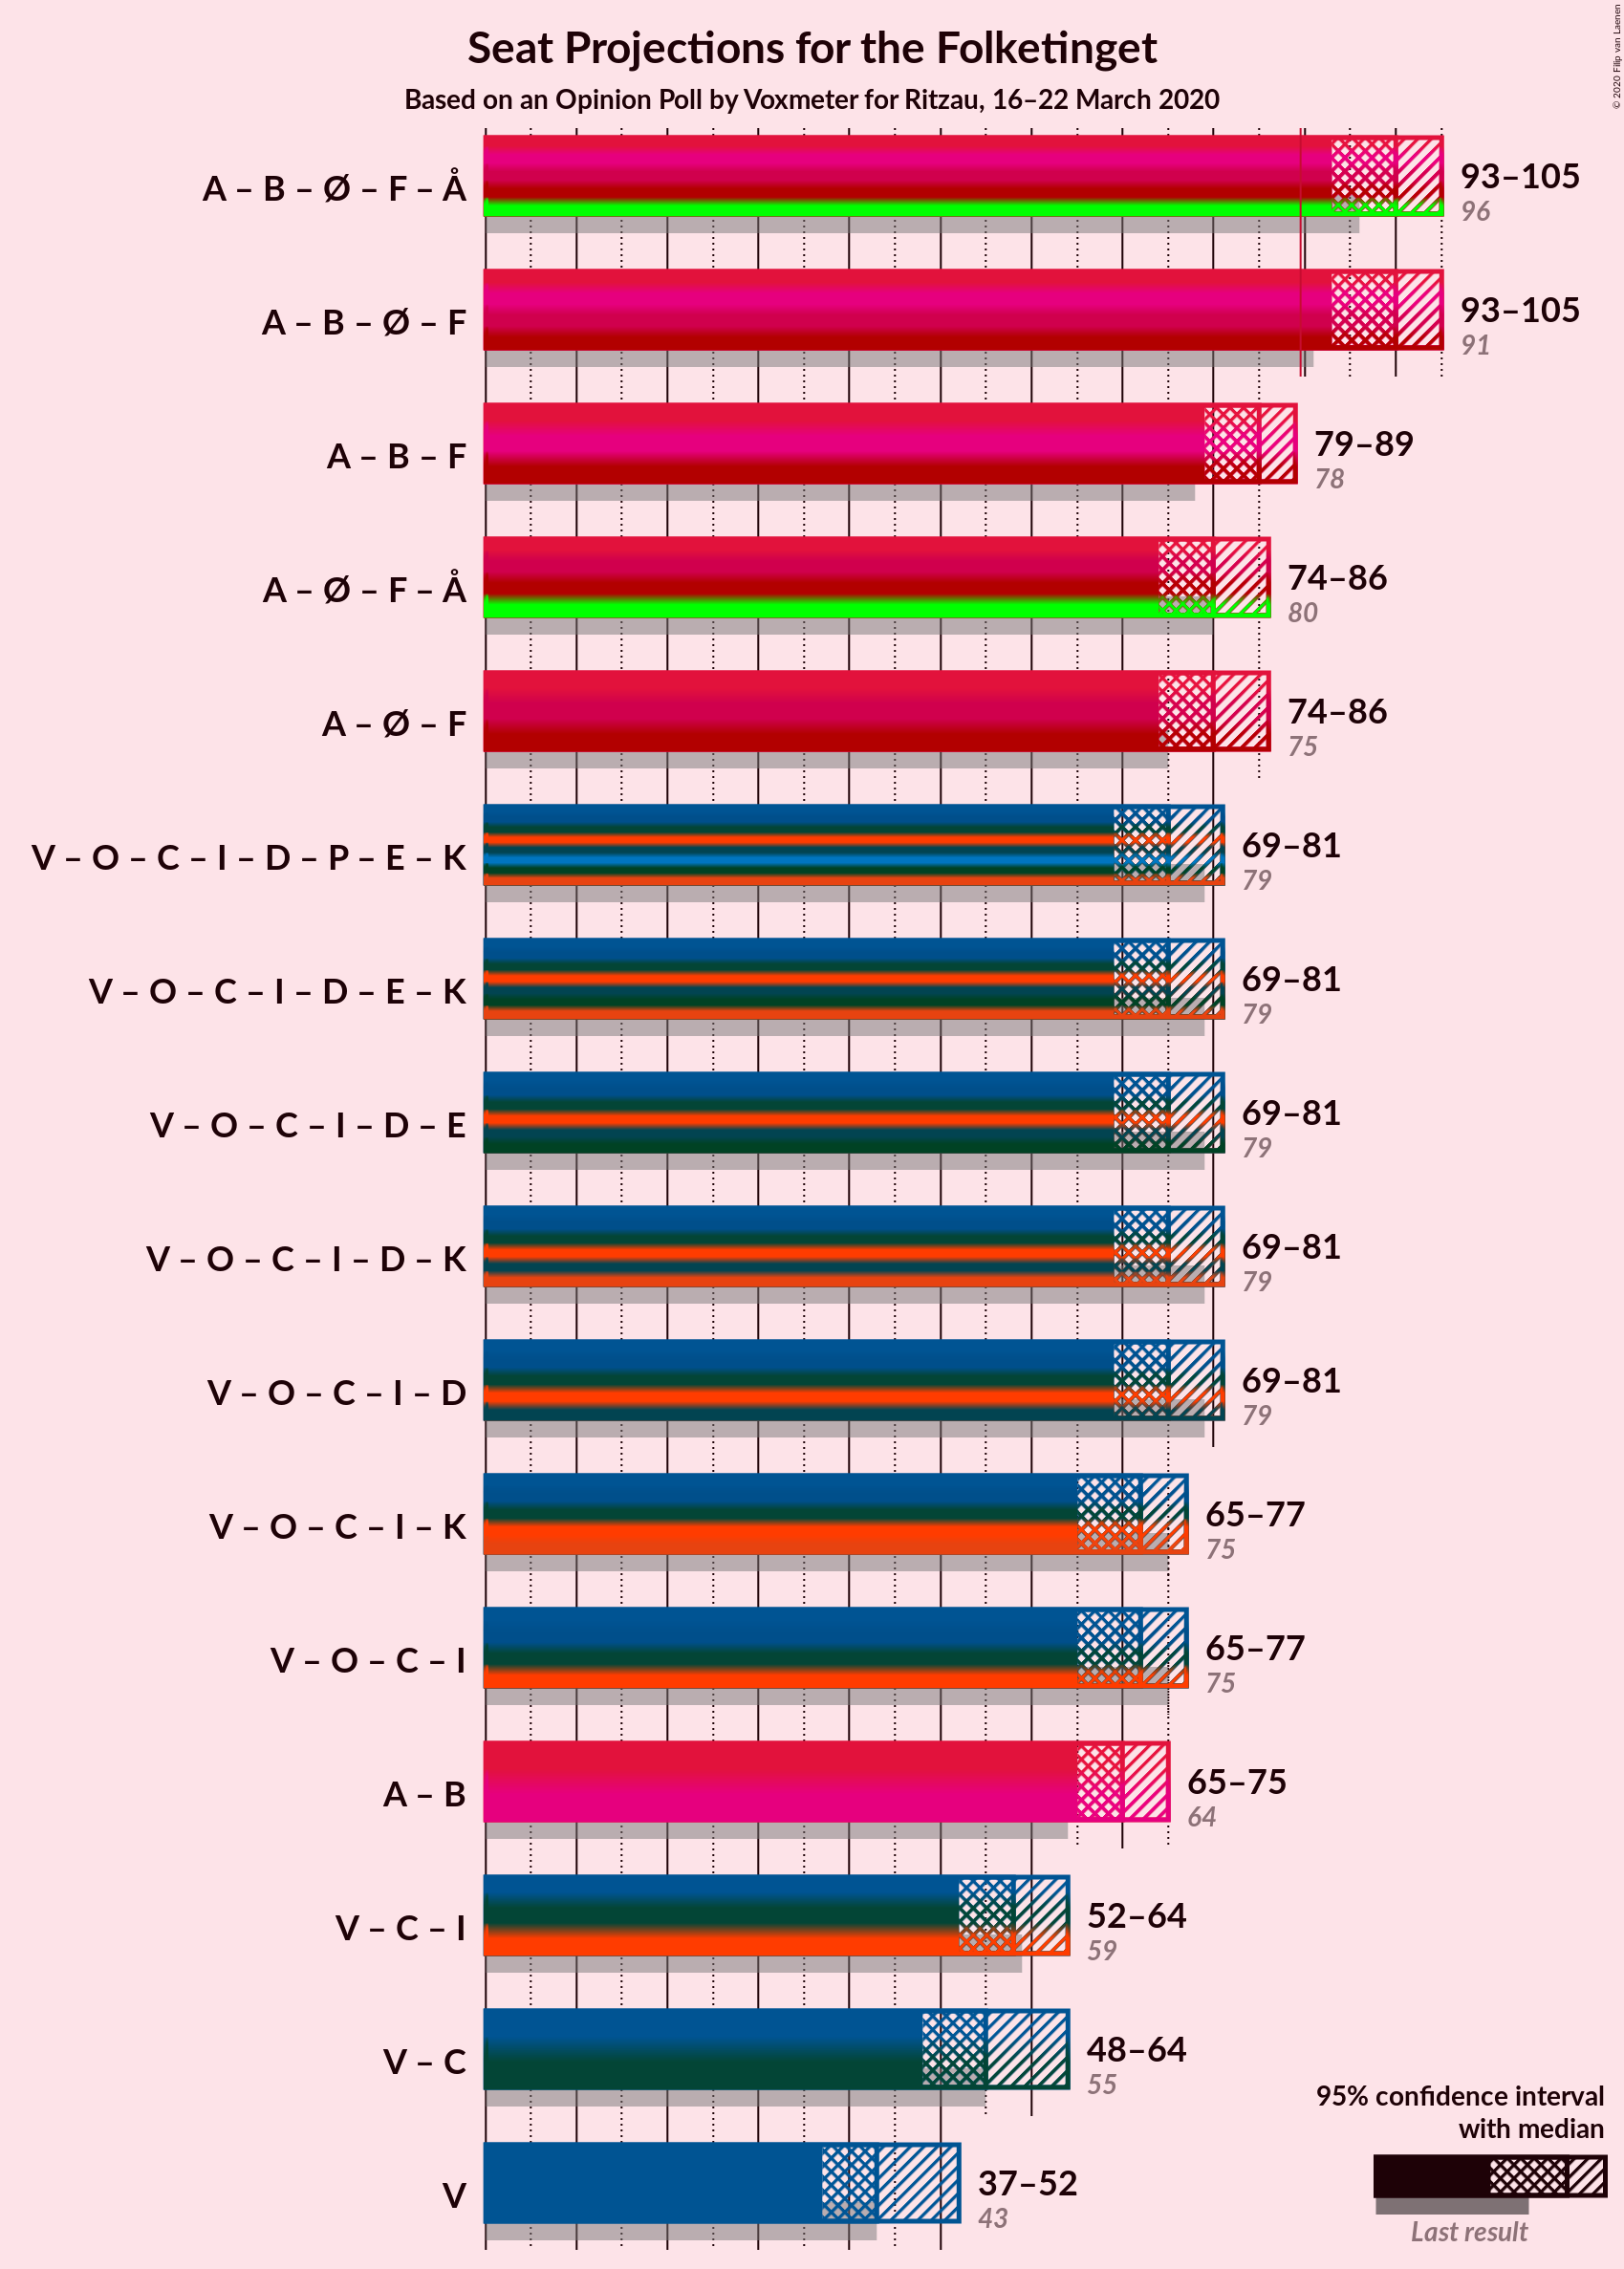 Seat Projections for the Folketinget
Based on an Opinion Poll by Voxmeter for Ritzau, 16–22 March 2020
© 2020 Filip van Laenen
A – B – Ø – F – Å
93–105
96
A – B – Ø – F
93–105
91
A – B – F
79–89
78
A – Ø – F – Å
74–86
80
A – Ø – F
74–86
75
V – O – C – I – D – P – E – K
69–81
79
V – O – C – I – D – E – K
69–81
79
V – O – C – I – D – E
69–81
79
V – O – C – I – D – K
69–81
79
V – O – C – I – D
69–81
79
V – O – C – I – K
65–77
75
V – O – C – I
65–77
75
A – B
65–75
64
V – C – I
52–64
59
V – C
48–64
55
V
37–52
43
95% confidence interval
with median
Last result